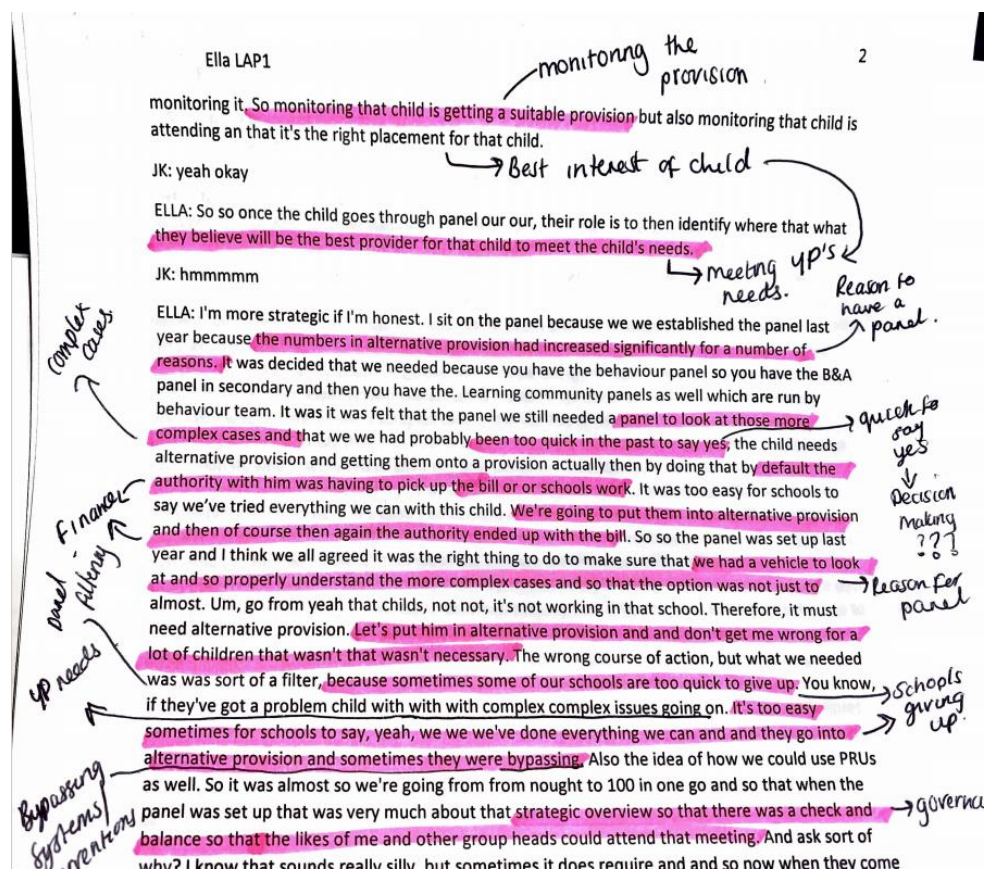 Ella LAP1
2
monitoring the
provision
monitoring it. So monitoring that child is getting a suitable provision but also monitoring that child is
attending an that it's the right placement for that child.
Best interest of child
JK: yeah okay
ELLA: So so once the child goes through panel our our, their role is to then identify where that what
they believe will be the best provider for that child to meet the child's needs.
Meeting YP's
needs.
JK: hmmmmm
Reason to
have a
panel.
complex
cases
ELLA: I'm more strategic if I'm honest. I sit on the panel because we we established the panel last
year because the numbers in alternative provision had increased significantly for a number of
reasons. It was decided that we needed because you have the behaviour panel so you have the B&A
panel in secondary and then you have the. Learning community panels as well which are run by
behaviour team. It was it was felt that the panel we still needed a panel to look at those more
complex cases and that we we had probably been too quick in the past to say yes, the child needs
alternative provision and getting them onto a provision actually then by doing that by default the
authority with him was having to pick up the bill or or schools work. It was too easy for schools to
say we've tried everything we can with this child. We're going to put them into alternative provision
and then of course then again the authority ended up with the bill. So so the panel was set up last
year and I think we all agreed it was the right thing to do to make sure that we had a vehicle to look
at and so properly understand the more complex cases and so that the option was not just to
almost. Um, go from yeah that childs, not not, it's not working in that school. Therefore, it must
need alternative provision. Let's put him in alternative provision and and don't get me wrong for a
lot of children that wasn't that wasn't necessary. The wrong course of action, but what we needed
was was sort of a filter, because sometimes some of our schools are too quick to give up. You know,
if they've got a problem child with with with complex complex issues going on. It's too easy
sometimes for schools to say, yeah, we we we've done everything we can and and they go into
alternative provision and sometimes they were bypassing. Also the idea of how we could use PRUs
as well. So it was almost so we're going from from nought to 100 in one go and so that when the
panel was set up that was very much about that strategic overview so that there was a check and
balance so that the likes of me and other group heads could attend that meeting. And ask sort of
why? I know that sounds really silly, but sometimes it does require and and so now when they come
quick to
say
yes
Decision
making
???
Finance
Panel
filtering
YP needs
Reason for
panel
Schools
giving
up.
Bypassing
systems
governa